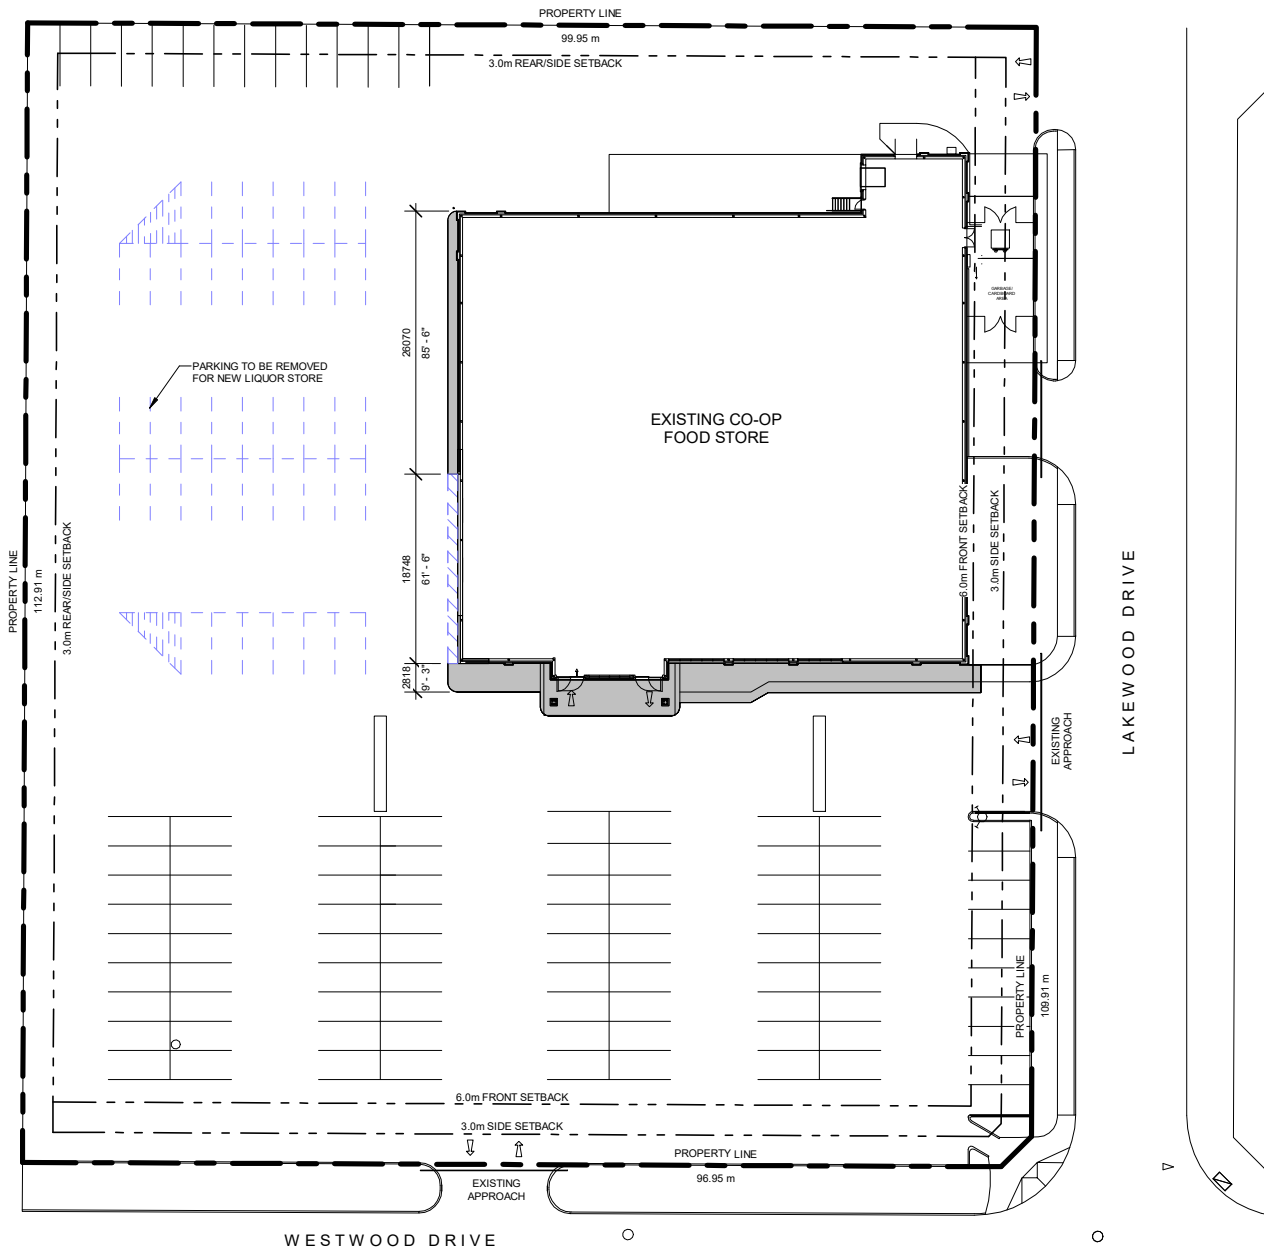 PROPERTY LINE
99.95 m
3.0m REAR/SIDE SETBACK
GARBAGE/
CARDBOARD
AREA
26070
85' - 6"
PARKING TO BE REMOVED
FOR NEW LIQUOR STORE
EXISTING CO-OP
FOOD STORE
6.0m FRONT SETBACK
3.0m SIDE SETBACK
PROPERTY LINE
112.91 m
3.0m REAR/SIDE SETBACK
18748
61' - 6"
2818
9' - 3"
LAKEWOOD DRIVE
EXISTING
APPROACH
PROPERTY LINE
109.91 m
6.0m FRONT SETBACK
3.0m SIDE SETBACK
PROPERTY LINE
96.95 m
EXISTING
APPROACH
WESTWOOD DRIVE